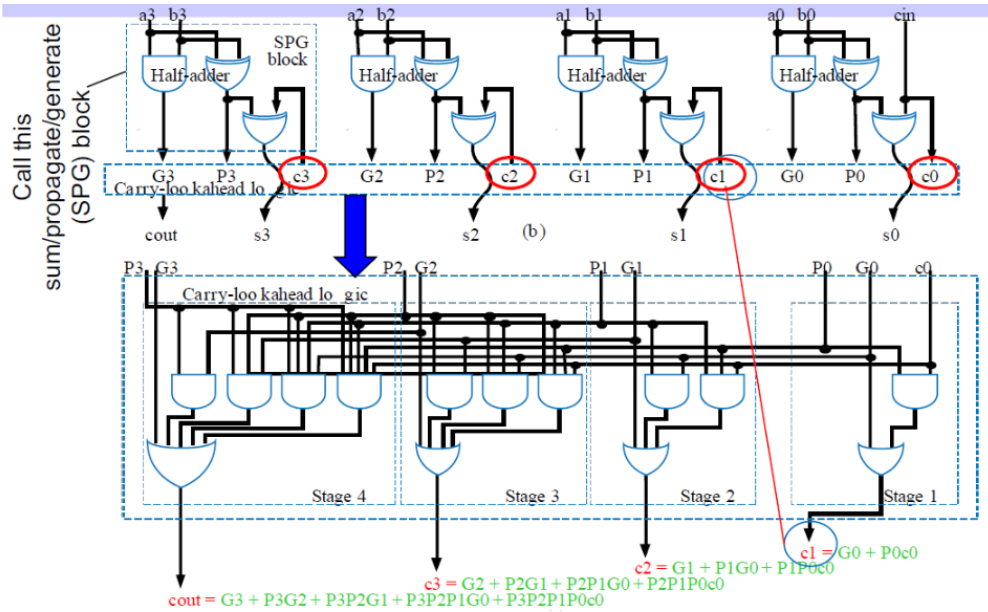 a3 b3 a2 b2 a1 b1 a0 b0 cin
SPG
block
Half-adder Half-adder Half-adder Half-adder
Call this
sum/propagate/generate
(SPG) block
G3 P3 c3 G2 P2 c2 G1 P1 c1 G0 P0 c0
Carry-loo kahead lo gic
cout s3 s2 (b) s1 s0
P3 G3 P2 G2 P1 G1 P0 G0 c0
Carry-loo kahead lo gic
Stage 4 Stage 3 Stage 2 Stage 1
c1 = G0 + P0c0
c2 = G1 + P1G0 + P1P0c0
c3 = G2 + P2G1 + P2P1G0 + P2P1P0c0
cout = G3 + P3G2 + P3P2G1 + P3P2P1G0 + P3P2P1P0c0